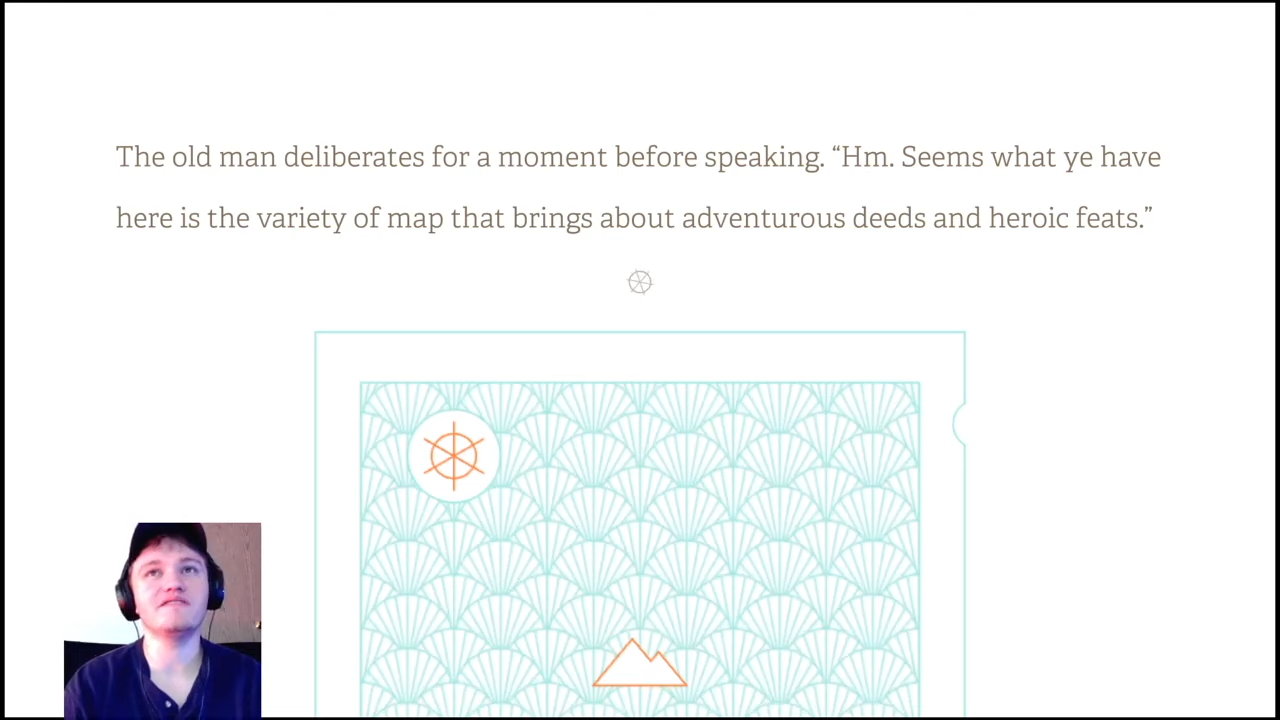 The old man deliberates for a moment before speaking. “Hm. Seems what ye have
here is the variety of map that brings about adventurous deeds and heroic feats.”